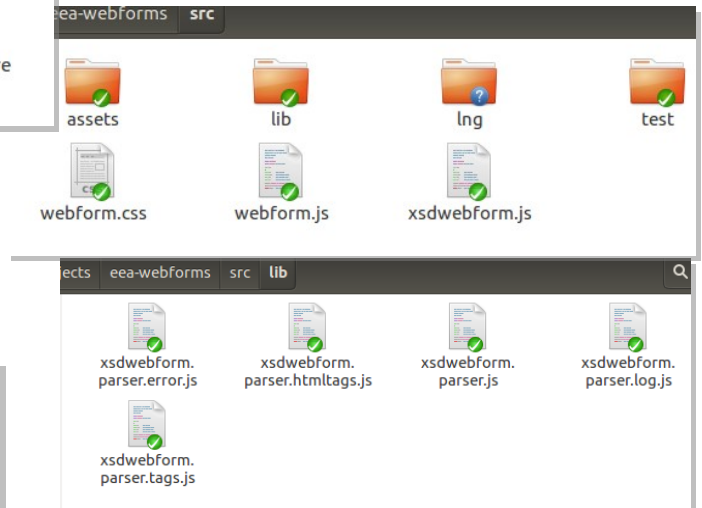 eea-webforms src
assets lib lng test
webform.css webform.js xsdwebform.js
eea-webforms src lib
xsdwebform. xsdwebform. xsdwebform. xsdwebform.
parser.error.js parser.htmltags.js parser.js parser.log.js
xsdwebform.
parser.tags.js